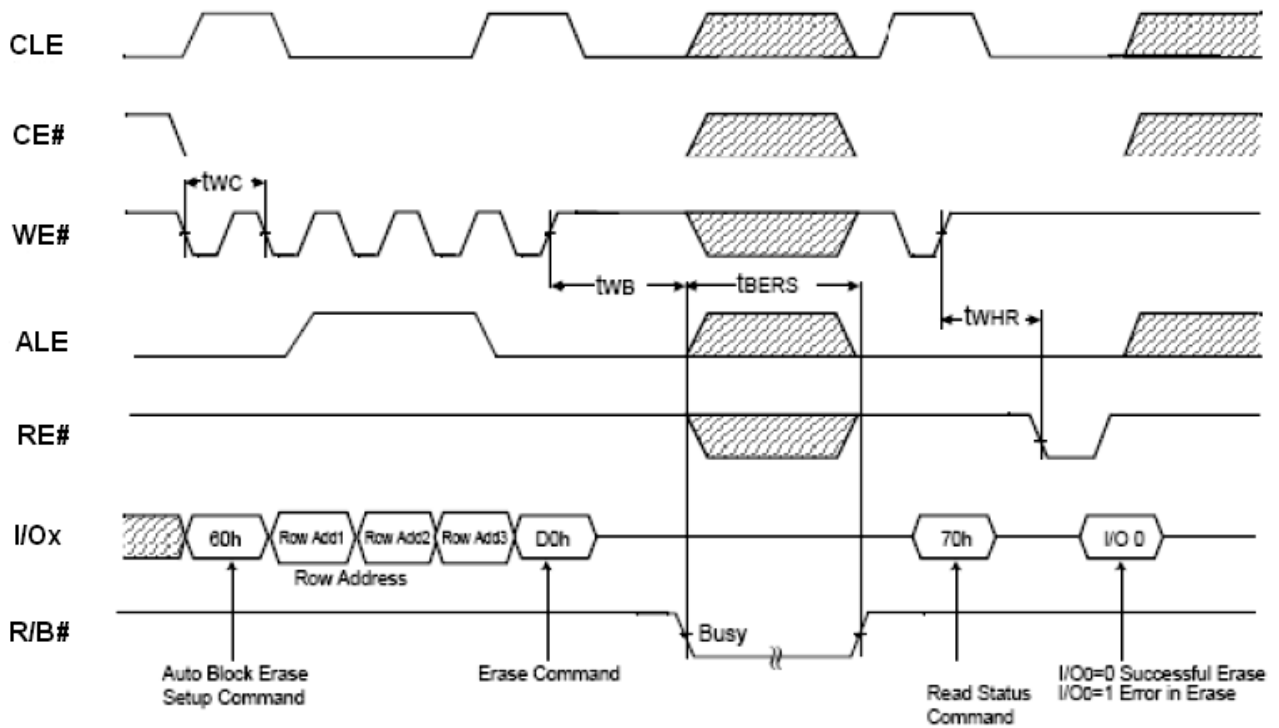 CLE
CE#
tWC
WE#
tWB
tBERS
tWHR
ALE
RE#
I/Ox
60h
Row Add1
Row Add2
Row Add3
D0h
70h
I/O 0
Row Address
R/B#
Busy
Auto Block Erase
Setup Command
Erase Command
Read Status
Command
I/O0=0 Successful Erase
I/O0=1 Error in Erase